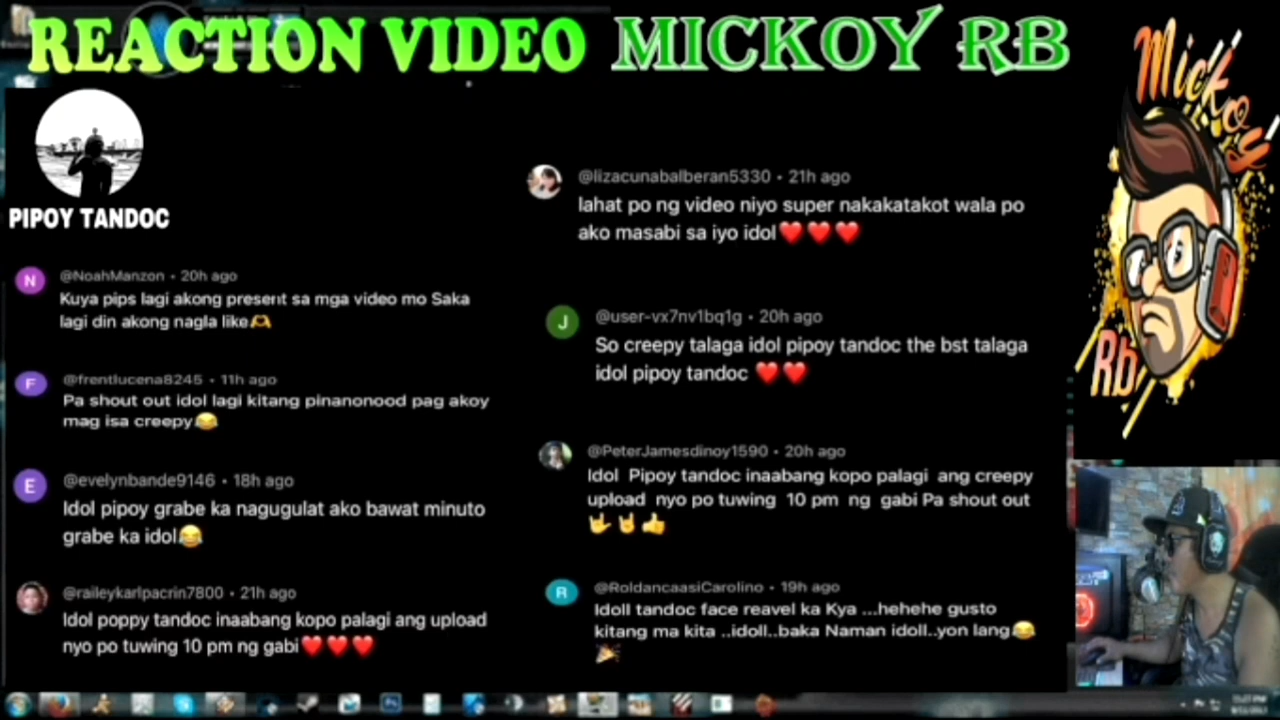 REACTION VIDEO MICKOY RB
Mickoy
Rb
PIPOY TANDOC
@NoahManzon • 20h ago
Kuya pips lagi akong present sa mga video mo Saka
lagi din akong nagla like🫶
@frentlucena8245 • 11h ago
Pa shout out idol lagi kitang pinanonood pag akoy
mag isa creepy😂
@evelynbande9146 • 18h ago
Idol pipoy grabe ka nagugulat ako bawat minuto
grabe ka idol😂
@raileykarlpacrin7800 • 21h ago
Idol poppy tandoc inaabang kopo palagi ang upload
nyo po tuwing 10 pm ng gabi❤️❤️❤️
@lizacunabalberan5330 • 21h ago
lahat po ng video niyo super nakakatakot wala po
ako masabi sa iyo idol❤️❤️❤️
@user-vx7nv1bq1g • 20h ago
So creepy talaga idol pipoy tandoc the bst talaga
idol pipoy tandoc ❤️❤️
@PeterJamesdinoy1590 • 20h ago
Idol Pipoy tandoc inaabang kopo palagi ang creepy
upload nyo po tuwing 10 pm ng gabi Pa shout out
🤟🤘👍
@RoldancaasiCarolino • 19h ago
Idoll tandoc face reavel ka Kya ...hehehe gusto
kitang ma kita ..idoll..baka Naman idoll..yon lang😂
🎉